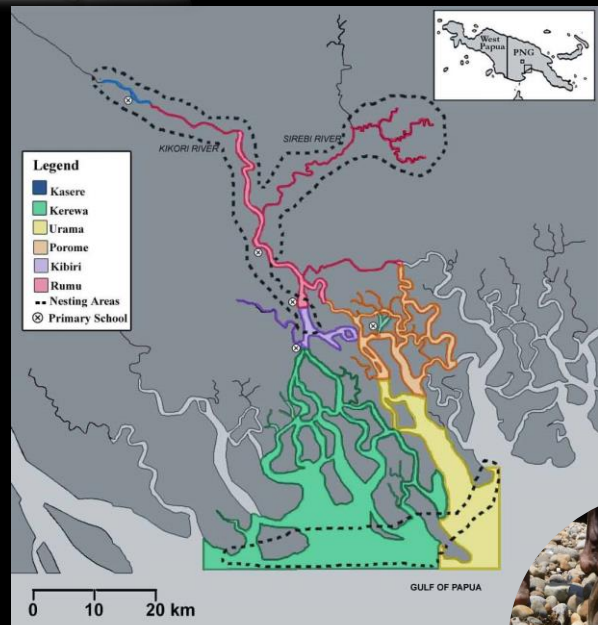 West
Papua
PNG
KIKORI RIVER
SIREBI RIVER
Legend
Kasere
Kerewa
Urama
Porome
Kibiri
Rumu
Nesting Areas
Primary School
GULF OF PAPUA
0 10 20 km